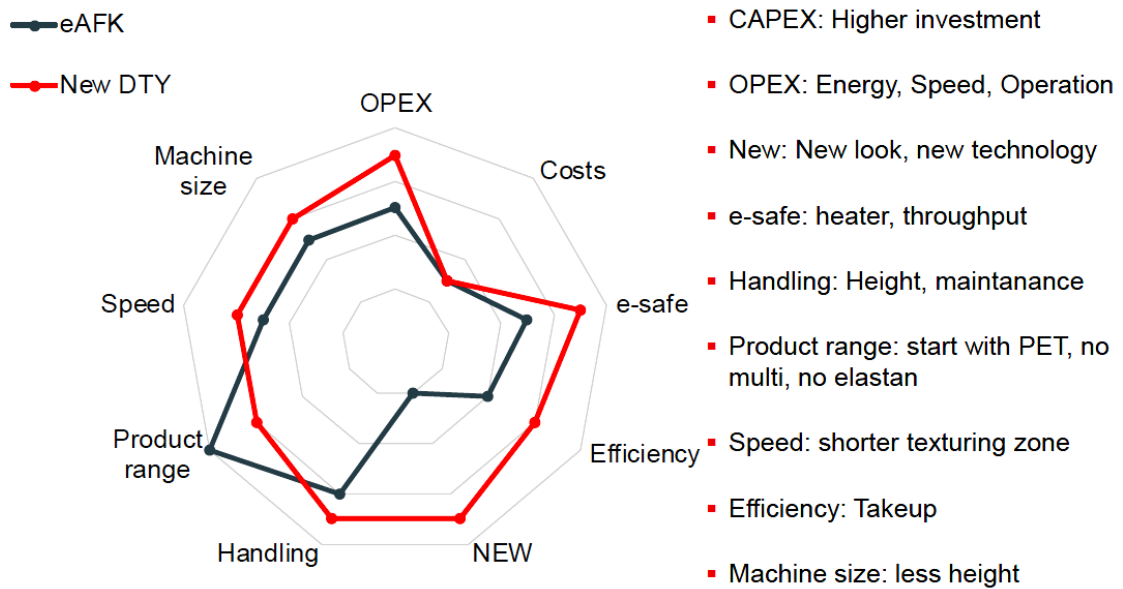 eAFK
New DTY
OPEX
Machine
size
Costs
Speed
e-safe
Product
range
Efficiency
Handling
NEW
CAPEX: Higher investment
OPEX: Energy, Speed, Operation
New: New look, new technology
e-safe: heater, throughput
Handling: Height, maintanance
Product range: start with PET, no
multi, no elastan
Speed: shorter texturing zone
Efficiency: Takeup
Machine size: less height